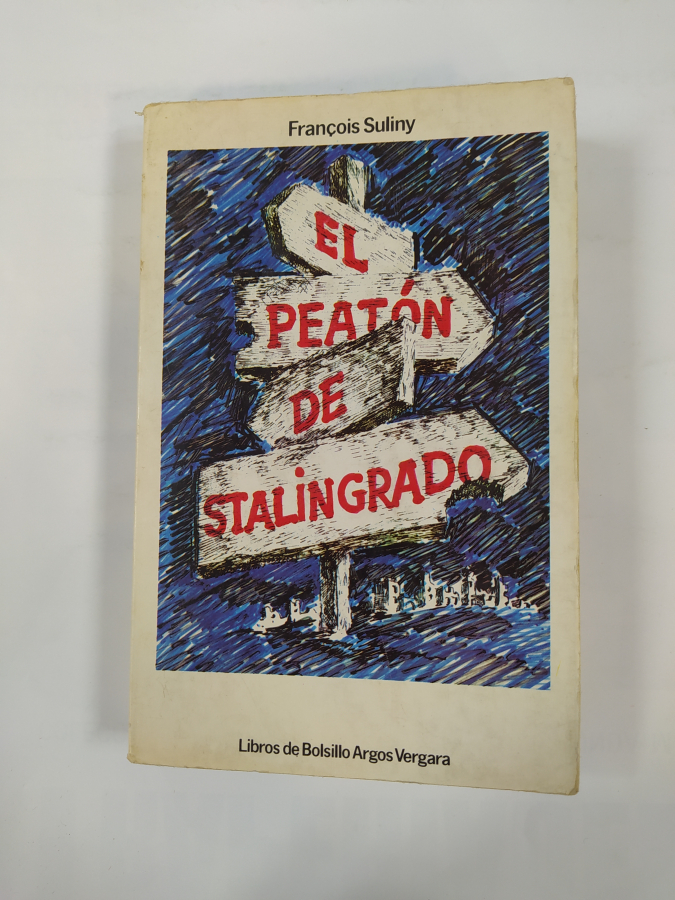 François Suliny
EL
PEATÓN
DE
STALiNGRADO
Libros de Bolsillo Argos Vergara